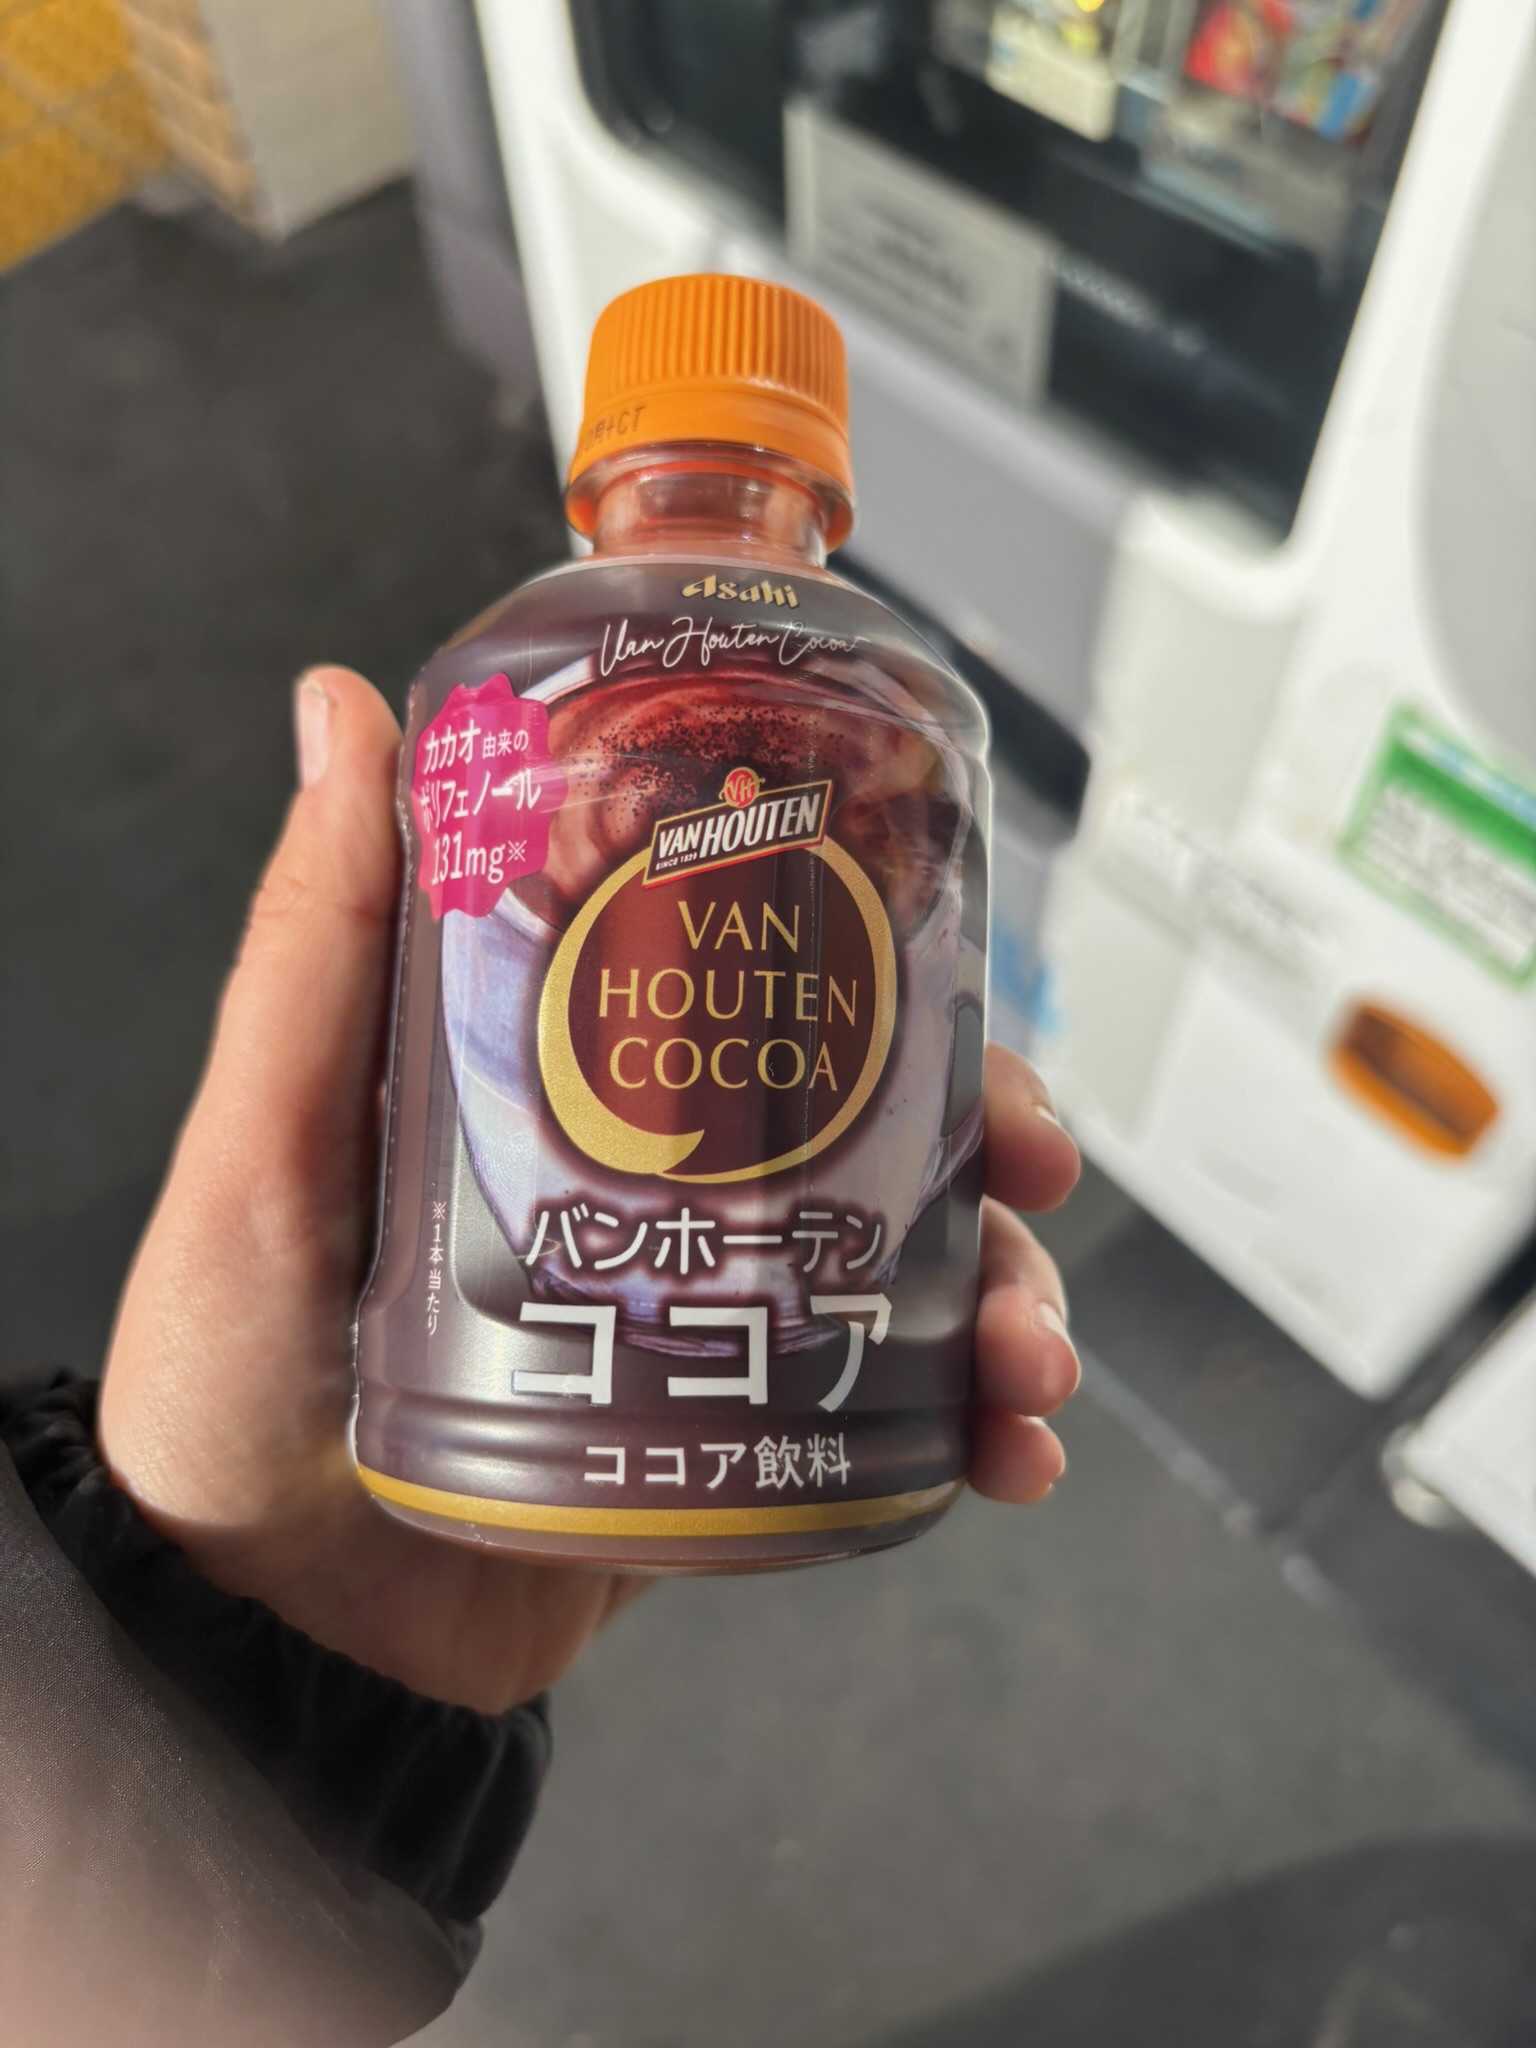 Asahi
Van Houten Cocoa
カカオ由来の
ポリフェノール
131mg※
VH
VAN HOUTEN
SINCE 1828
VAN
HOUTEN
COCOA
※1本当たり
バンホーテン
ココア
ココア飲料